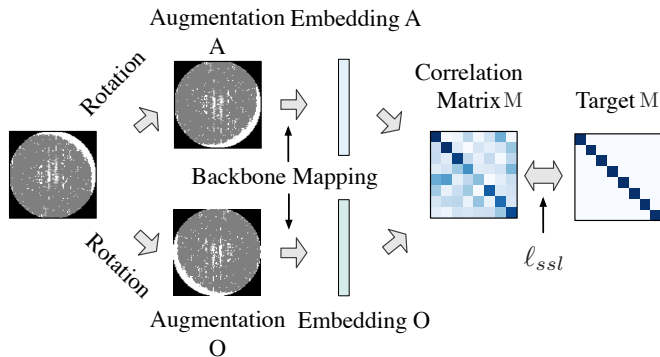 Augmentation Embedding A
A
Rotation
Correlation
Matrix M
Target M
Backbone Mapping
Rotation
ℓssl
Augmentation Embedding O
O